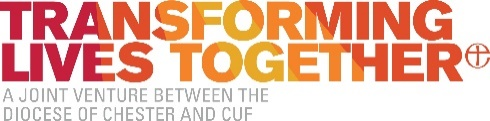 TRANSFORMING
LIVES TOGETHER
A JOINT VENTURE BETWEEN THE
DIOCESE OF CHESTER AND CUF